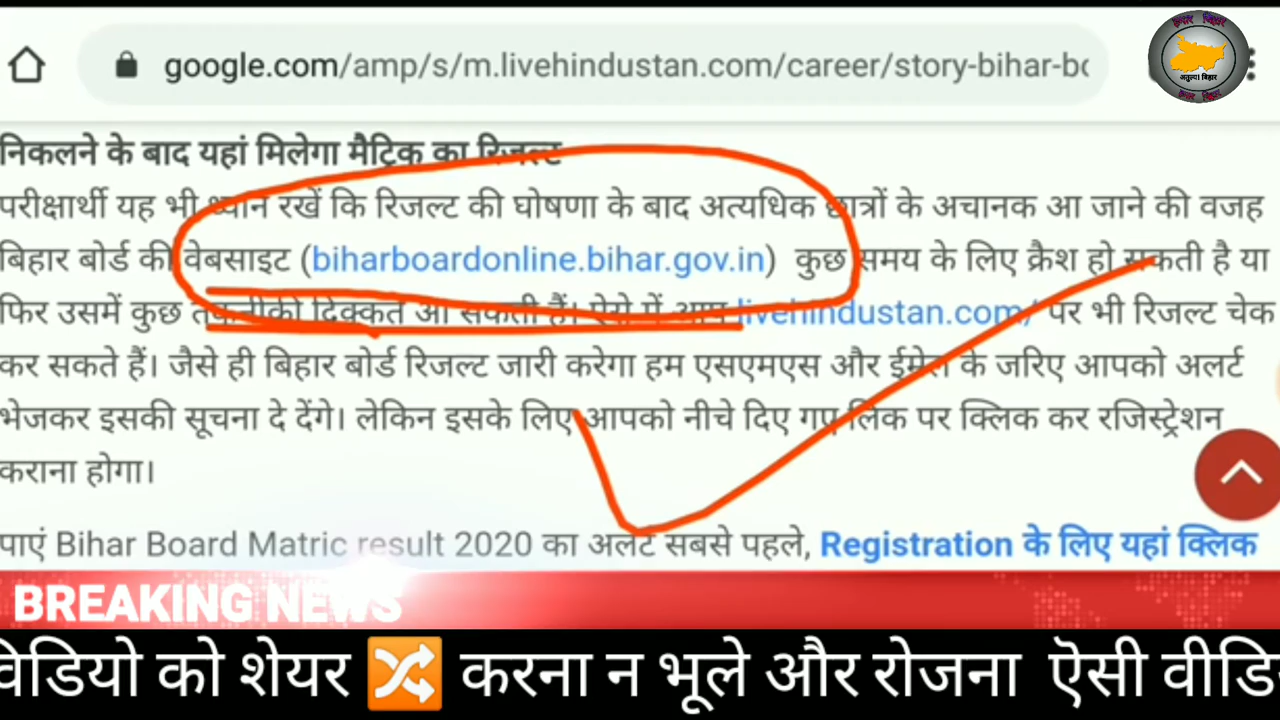 google.com/amp/s/m.livehindustan.com/career/story-bihar-bo
अतुल्य बिहार
निकलने के बाद यहां मिलेगा मैट्रिक का रिजल्ट
परीक्षार्थी यह भी ध्यान रखें कि रिजल्ट की घोषणा के बाद अत्यधिक छात्रों के अचानक आ जाने की वजह
बिहार बोर्ड की वेबसाइट (biharboardonline.bihar.gov.in) कुछ समय के लिए क्रैश हो सकती है या
फिर उसमें कुछ तकनीकी दिक्कत आ सकती हैं। ऐसे में आप livehindustan.com/ पर भी रिजल्ट चेक
कर सकते हैं। जैसे ही बिहार बोर्ड रिजल्ट जारी करेगा हम एसएमएस और ईमेल के जरिए आपको अलर्ट
भेजकर इसकी सूचना दे देंगे। लेकिन इसके लिए आपको नीचे दिए गए लिंक पर क्लिक कर रजिस्ट्रेशन
कराना होगा।
पाएं Bihar Board Matric result 2020 का अलर्ट सबसे पहले, Registration के लिए यहां क्लिक
BREAKING NEWS
विडियो को शेयर 🔀 करना न भूले और रोजना ऐसी वीडि